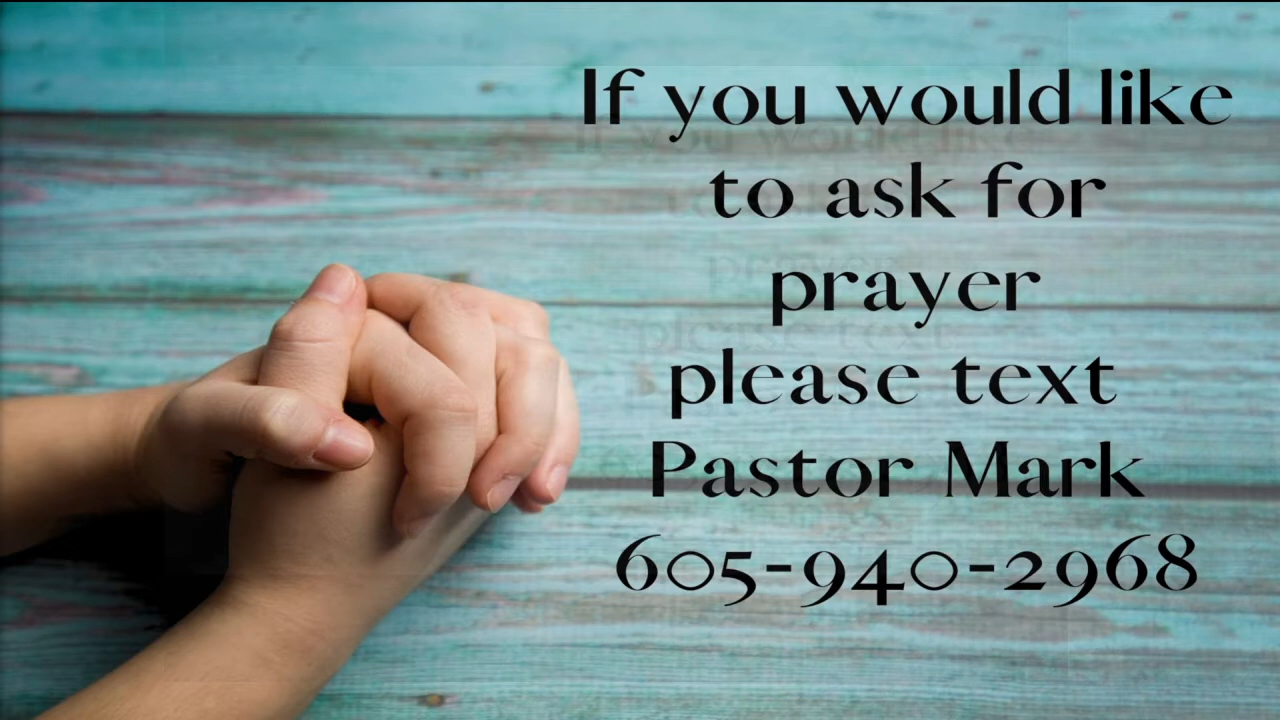 If you would like
to ask for
prayer
please text
Pastor Mark
605-940-2968